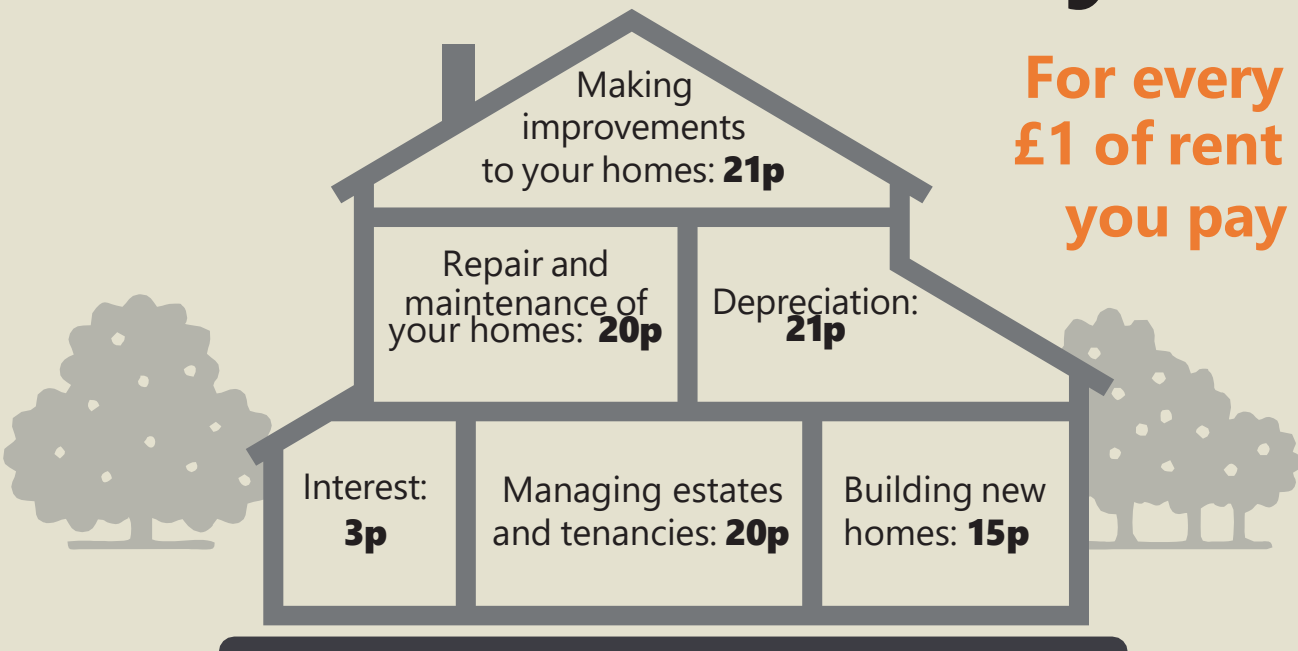 For every
£1 of rent
you pay
Making
improvements
to your homes: 21p
Repair and
maintenance of
your homes: 20p
Depreciation:
21p
Interest:
3p
Managing estates
and tenancies: 20p
Building new
homes: 15p